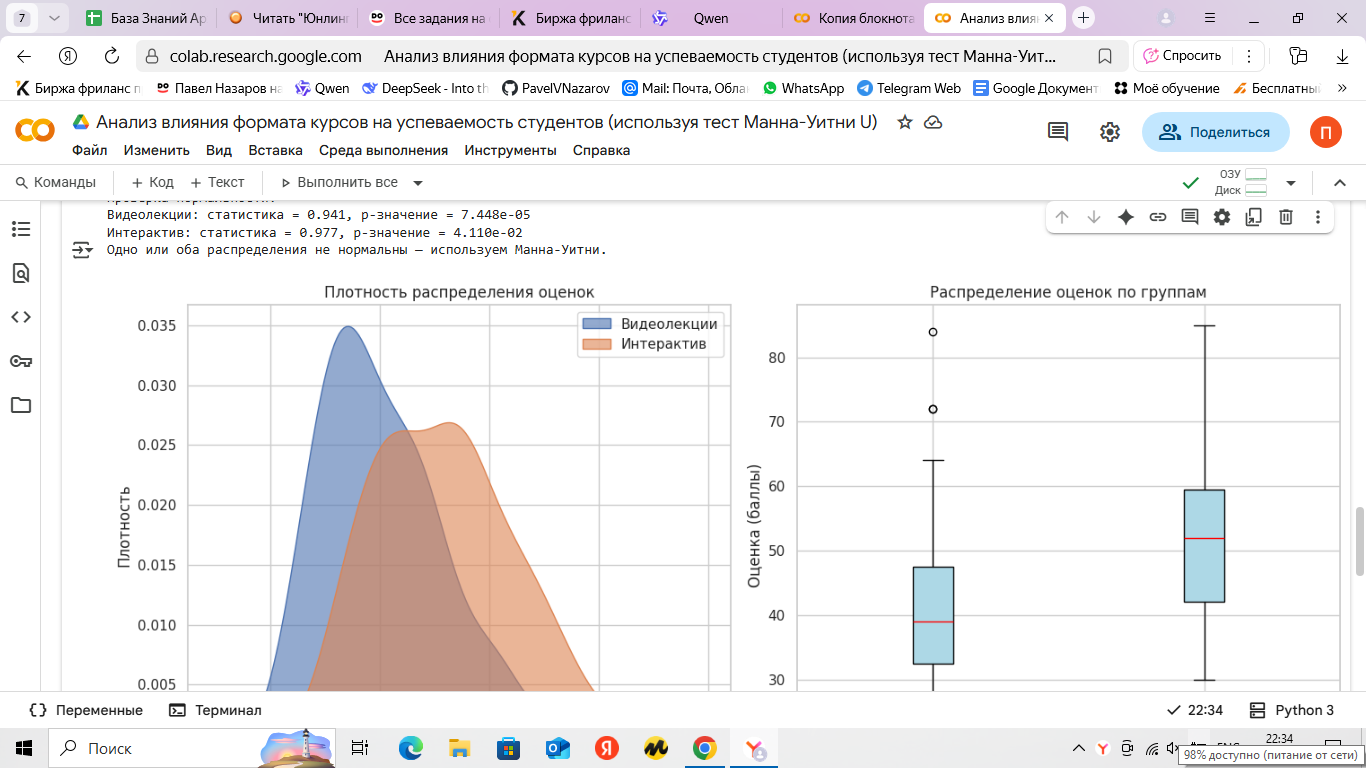 7
База Знаний Ар
Читать "Юнлинг
Все задания на
Биржа фриланс
Qwen
Копия блокнота
Анализ влиян
colab.research.google.com Анализ влияния формата курсов на успеваемость студентов (используя тест Манна-Уит...
Спросить
Биржа фриланс п
Павел Назаров на
Qwen
DeepSeek - Into th
PavelVNazarov
Mail: Почта, Обла
WhatsApp
Telegram Web
Google Документ
Моё обучение
Бесплатный
Анализ влияния формата курсов на успеваемость студентов (используя тест Манна-Уитни U)
Поделиться
П
Файл Изменить Вид Вставка Среда выполнения Инструменты Справка
Команды + Код + Текст Выполнить все
ОЗУ
Диск
Видеолекции: статистика = 0.941, p-значение = 7.448e-05
Интерактив: статистика = 0.977, p-значение = 4.110e-02
Одно или оба распределения не нормальны — используем Манна-Уитни.
Плотность распределения оценок
Видеолекции
Интерактив
0.035
0.030
0.025
0.020
0.015
0.010
0.005
Плотность
Распределение оценок по группам
80
70
60
50
40
30
Оценка (баллы)
Переменные
Терминал
22:34
Python 3
Поиск
22:34
98% доступно (питание от сети)